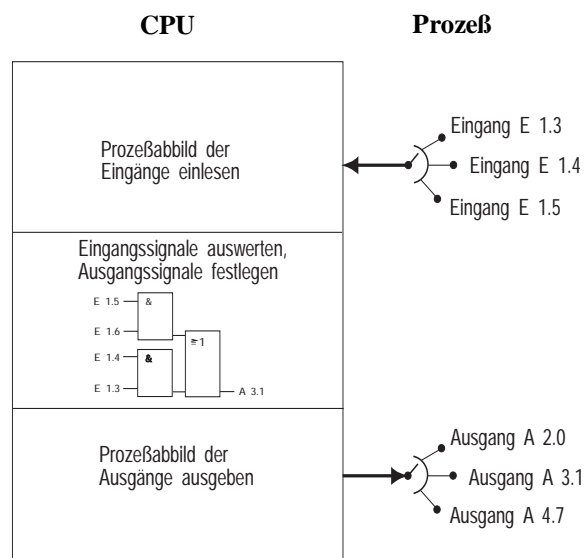 CPU
Prozeß
Prozeßabbild der
Eingänge einlesen
Eingang E 1.3
Eingang E 1.4
Eingang E 1.5
Eingangssignale auswerten,
Ausgangssignale festlegen
E 1.5
&
E 1.6
≥1
E 1.4
&
E 1.3
A 3.1
Prozeßabbild der
Ausgänge ausgeben
Ausgang A 2.0
Ausgang A 3.1
Ausgang A 4.7